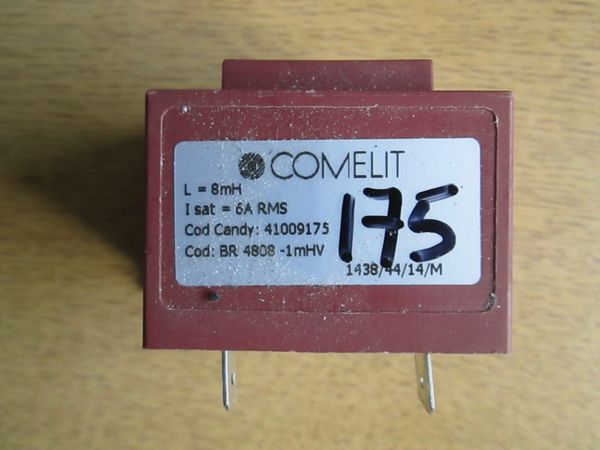 COMELIT
L = 8mH
I sat = 6A RMS
Cod Candy: 41009175
Cod: BR 4808 -1mHV
175
1438/44/14/M